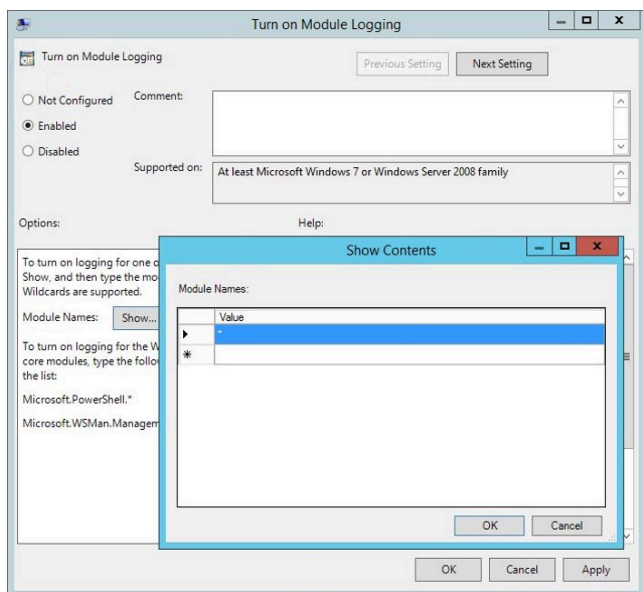 Turn on Module Logging
Turn on Module Logging
Previous Setting
Next Setting
Not Configured
Enabled
Disabled
Comment:
Supported on:
At least Microsoft Windows 7 or Windows Server 2008 family
Options:
Help:
To turn on logging for one o
Show, and then type the mo
Wildcards are supported.
Module Names: Show...
To turn on logging for the W
core modules, type the follo
the list:
Microsoft.PowerShell.*
Microsoft.WSMan.Managem
Show Contents
Module Names:
Value
*
OK
Cancel
OK
Cancel
Apply